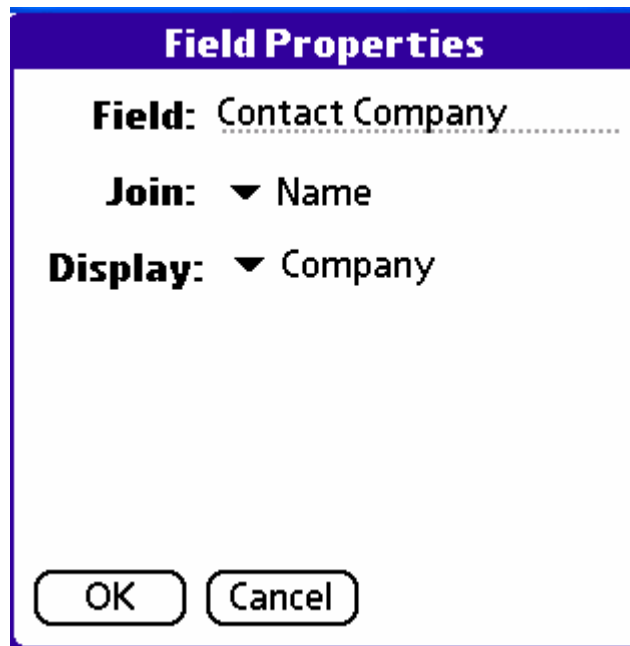 Field Properties
Field: Contact Company
Join: Name
Display: Company
OK Cancel